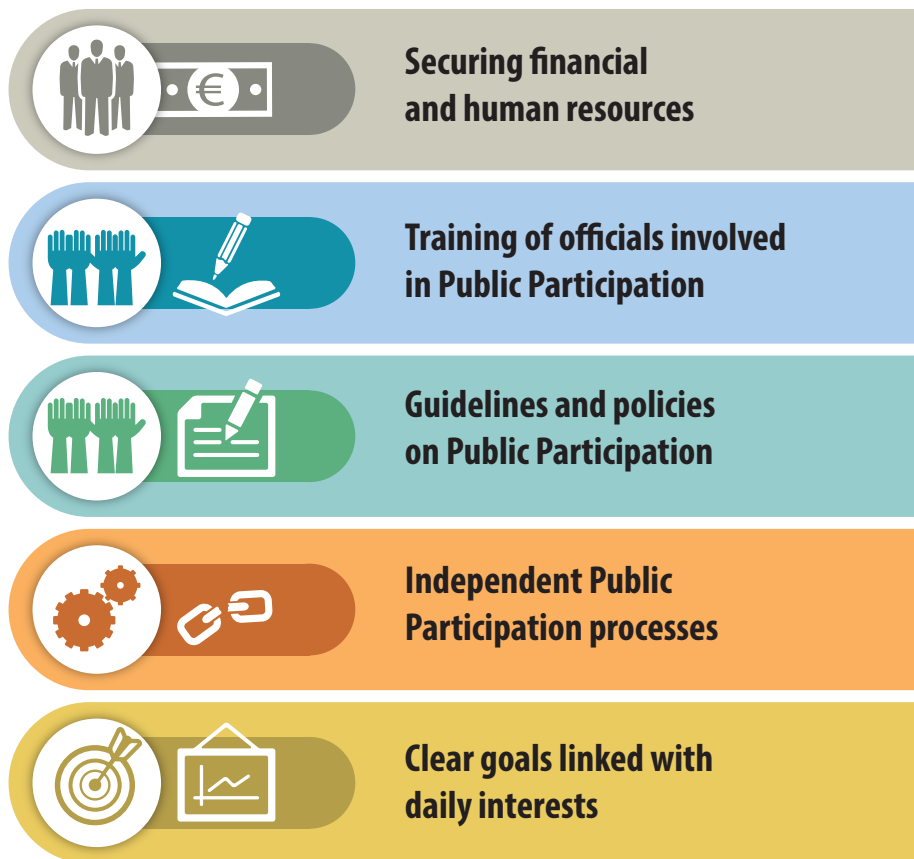 €
Securing financial
and human resources
Training of officials involved
in Public Participation
Guidelines and policies
on Public Participation
Independent Public
Participation processes
Clear goals linked with
daily interests